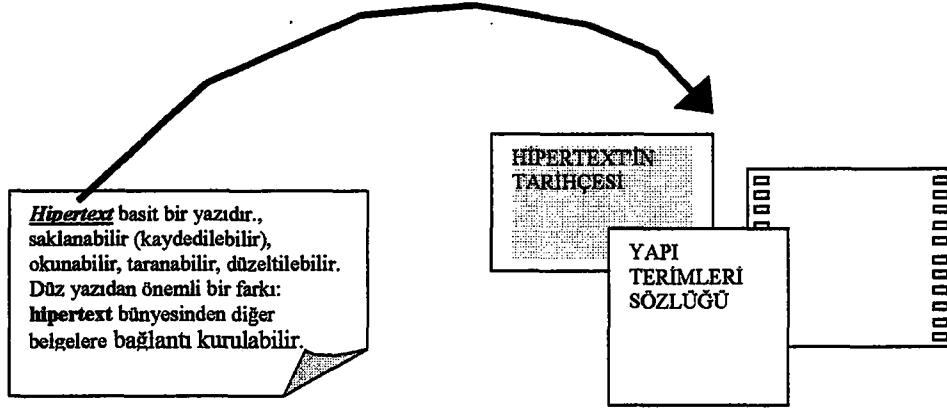 Hipertext basit bir yazıdır.,
saklanabilir (kaydedilebilir),
okunabilir, taranabilir, düzeltilebilir.
Düz yazıdan önemli bir farkı:
hipertext bünyesinden diğer
belgelere bağlantı kurulabilir.
HİPERTEXT'İN
TARİHÇESİ
YAPI
TERİMLERİ
SÖZLÜĞÜ